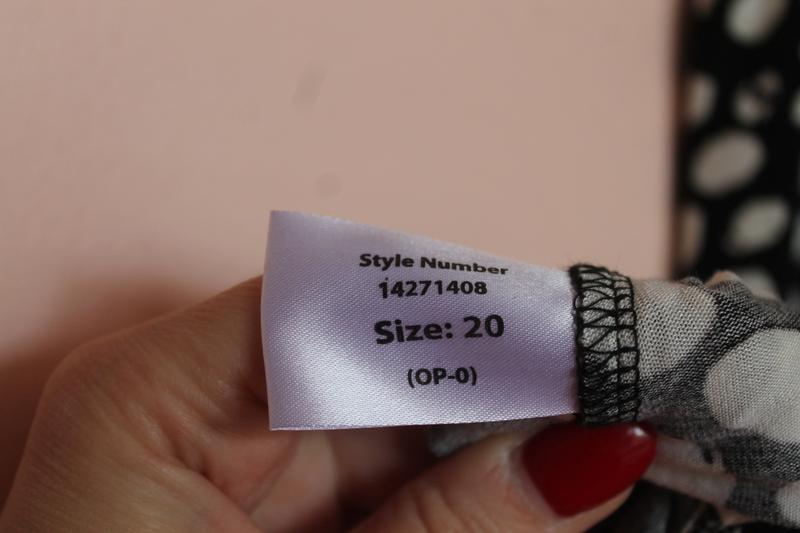 Style Number
14271408
Size: 20
(OP-0)